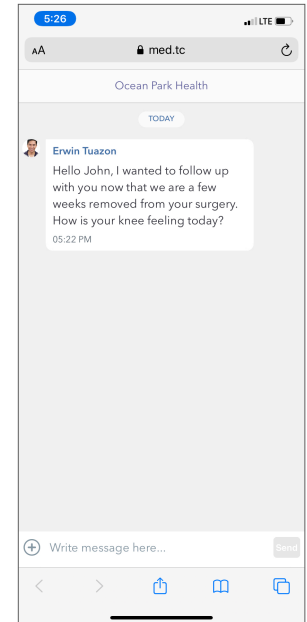 5:26
LTE
AA
med.tc
Ocean Park Health
TODAY
Erwin Tuazon
Hello John, I wanted to follow up
with you now that we are a few
weeks removed from your surgery.
How is your knee feeling today?
05:22 PM
Write message here...
Send